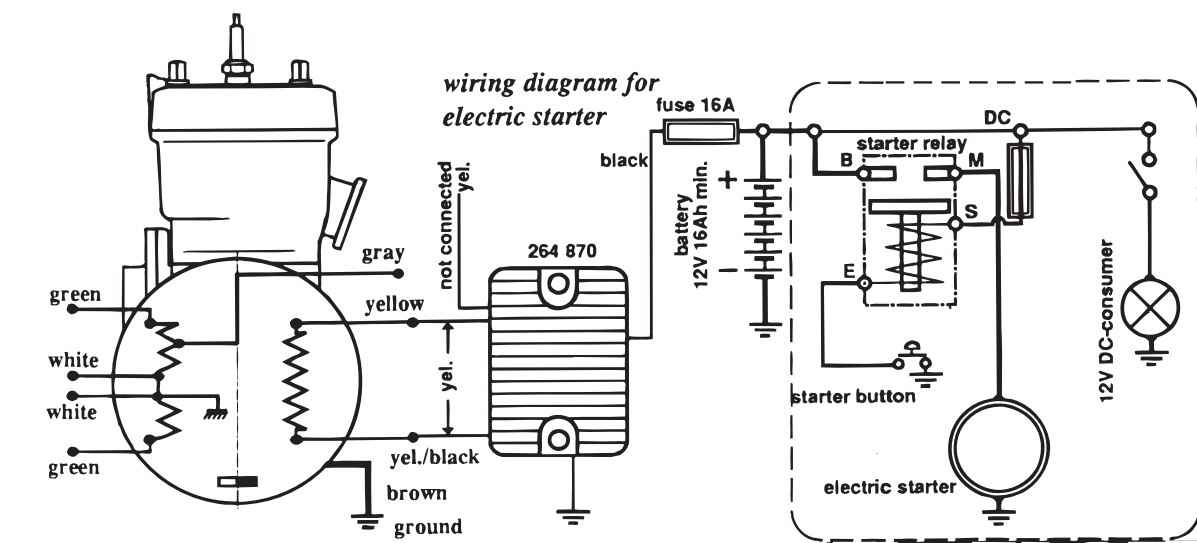 wiring diagram for
electric starter
fuse 16A
black
not connected
yel.
264 870
gray
green
yellow
white
white
green
yel.
yel./black
brown
ground
battery
12V 16Ah min.
+
−
DC
starter relay
B
M
S
E
starter button
electric starter
12V DC-consumer